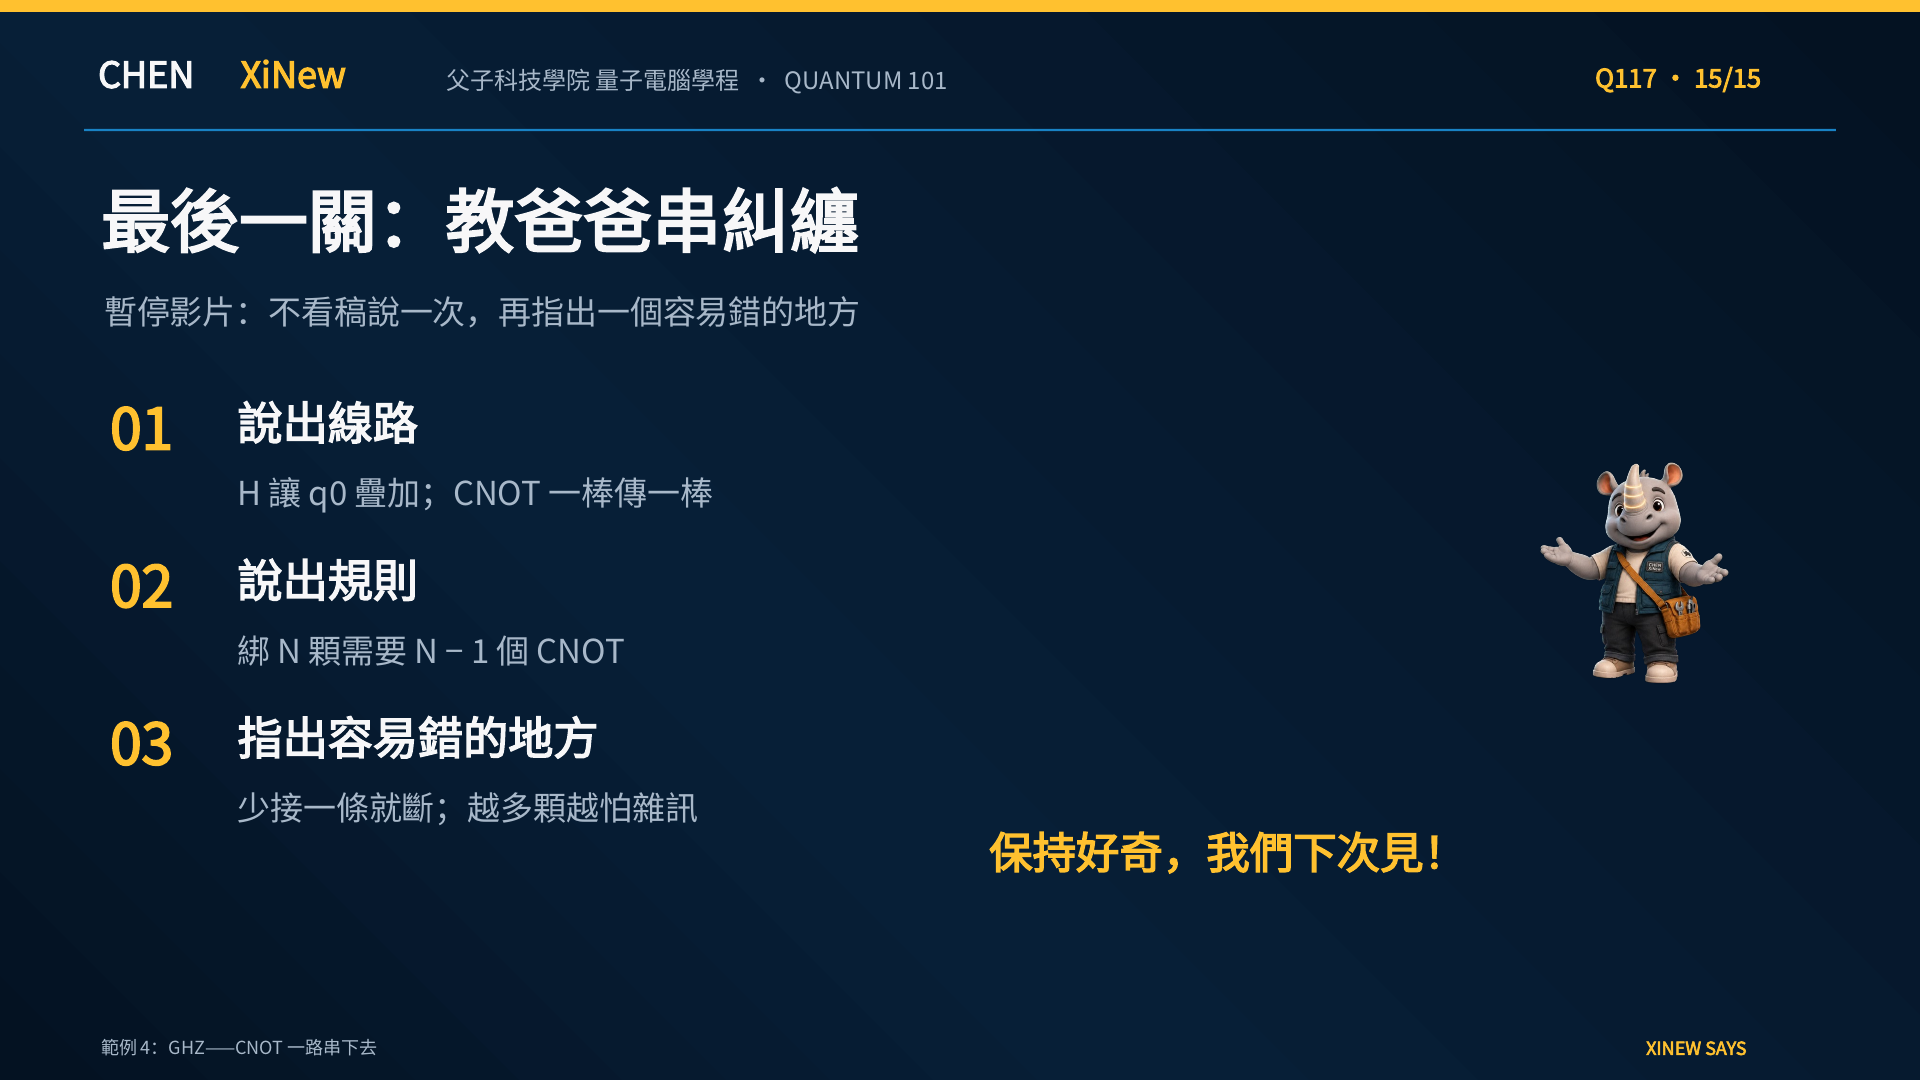 CHEN XiNew 父子科技學院 量子電腦學程 · QUANTUM 101 Q117 · 15/15
最後一關：教爸爸串糾纏
暫停影片：不看稿說一次，再指出一個容易錯的地方
01 說出線路
H 讓 q0 疊加；CNOT 一棒傳一棒
02 說出規則
綁 N 顆需要 N − 1 個 CNOT
03 指出容易錯的地方
少接一條就斷；越多顆越怕雜訊
保持好奇，我們下次見！
範例 4：GHZ——CNOT 一路串下去 XINEW SAYS